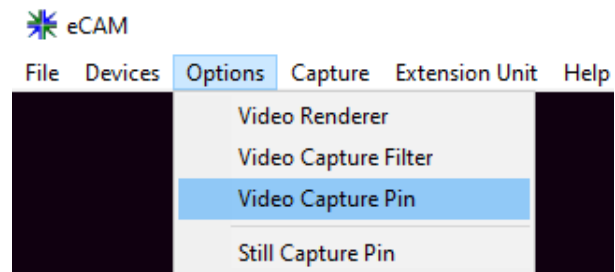 eCAM
File Devices Options Capture Extension Unit Help
Video Renderer
Video Capture Filter
Video Capture Pin
Still Capture Pin